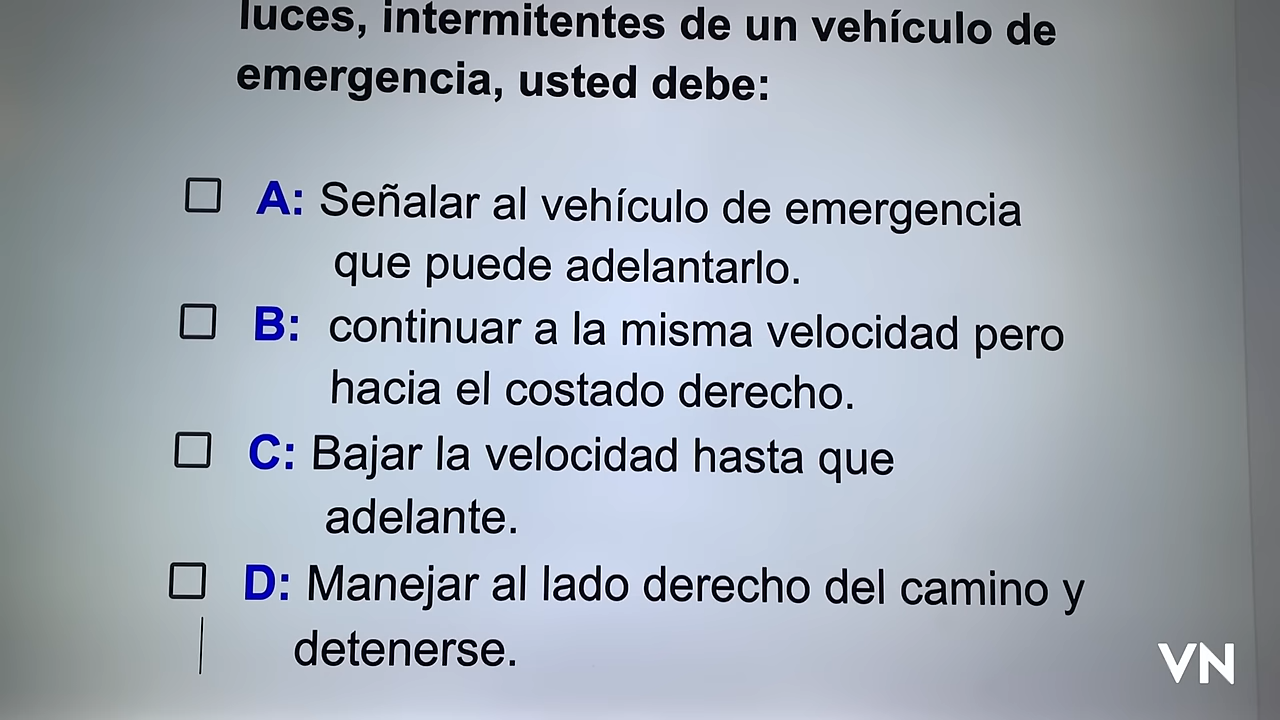 luces, intermitentes de un vehículo de
emergencia, usted debe:
A: Señalar al vehículo de emergencia
que puede adelantarlo.
B: continuar a la misma velocidad pero
hacia el costado derecho.
C: Bajar la velocidad hasta que
adelante.
D: Manejar al lado derecho del camino y
detenerse.
VN